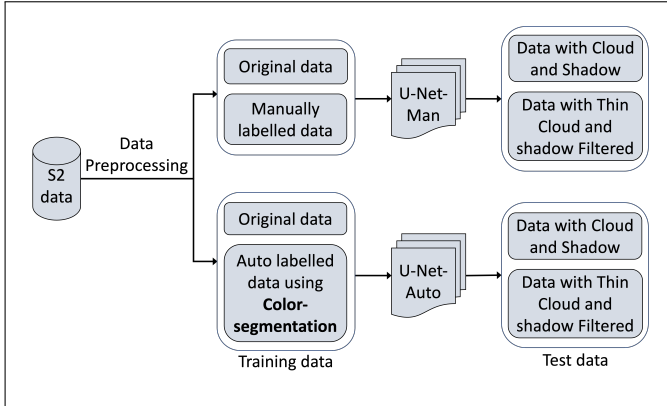 S2
data
Data
Preprocessing
Original data
Manually
labelled data
U-Net-
Man
Data with Cloud
and Shadow
Data with Thin
Cloud and
shadow Filtered
Original data
Auto labelled
data using
Color-
segmentation
Training data
U-Net-
Auto
Data with Cloud
and Shadow
Data with Thin
Cloud and
shadow Filtered
Test data